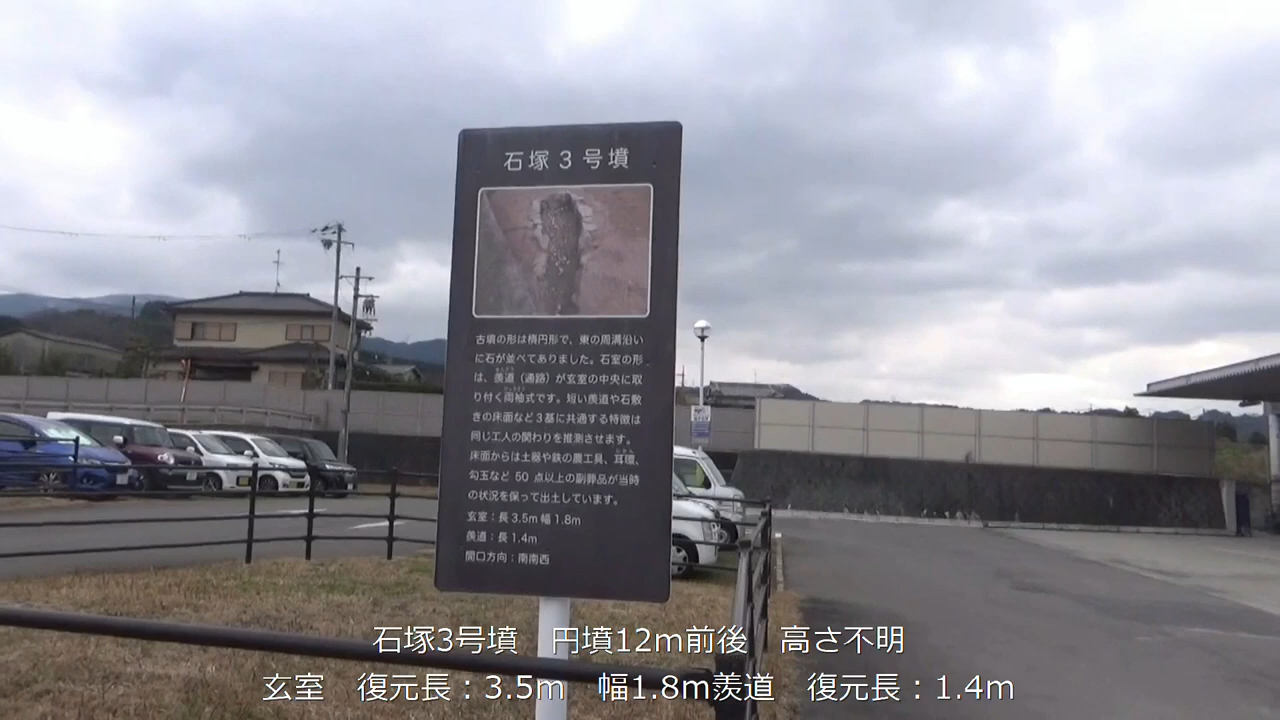 石塚3号墳
古墳の形は楕円形で、東の周溝沿い
に石が並べてありました。石室の形
は、羨道（通路）が玄室の中央に取
り付く両袖式です。短い羨道や石敷
きの床面など3基に共通する特徴は
同じ工人の関わりを推測させます。
床面からは土器や鉄の農工具、耳環、
勾玉など 50 点以上の副葬品が当時
の状況を保って出土しています。
玄室：長 3.5m 幅 1.8m
羨道：長 1.4m
開口方向：南南西
石塚3号墳　円墳12m前後　高さ不明
玄室　復元長：3.5m　幅1.8m羨道　復元長：1.4m